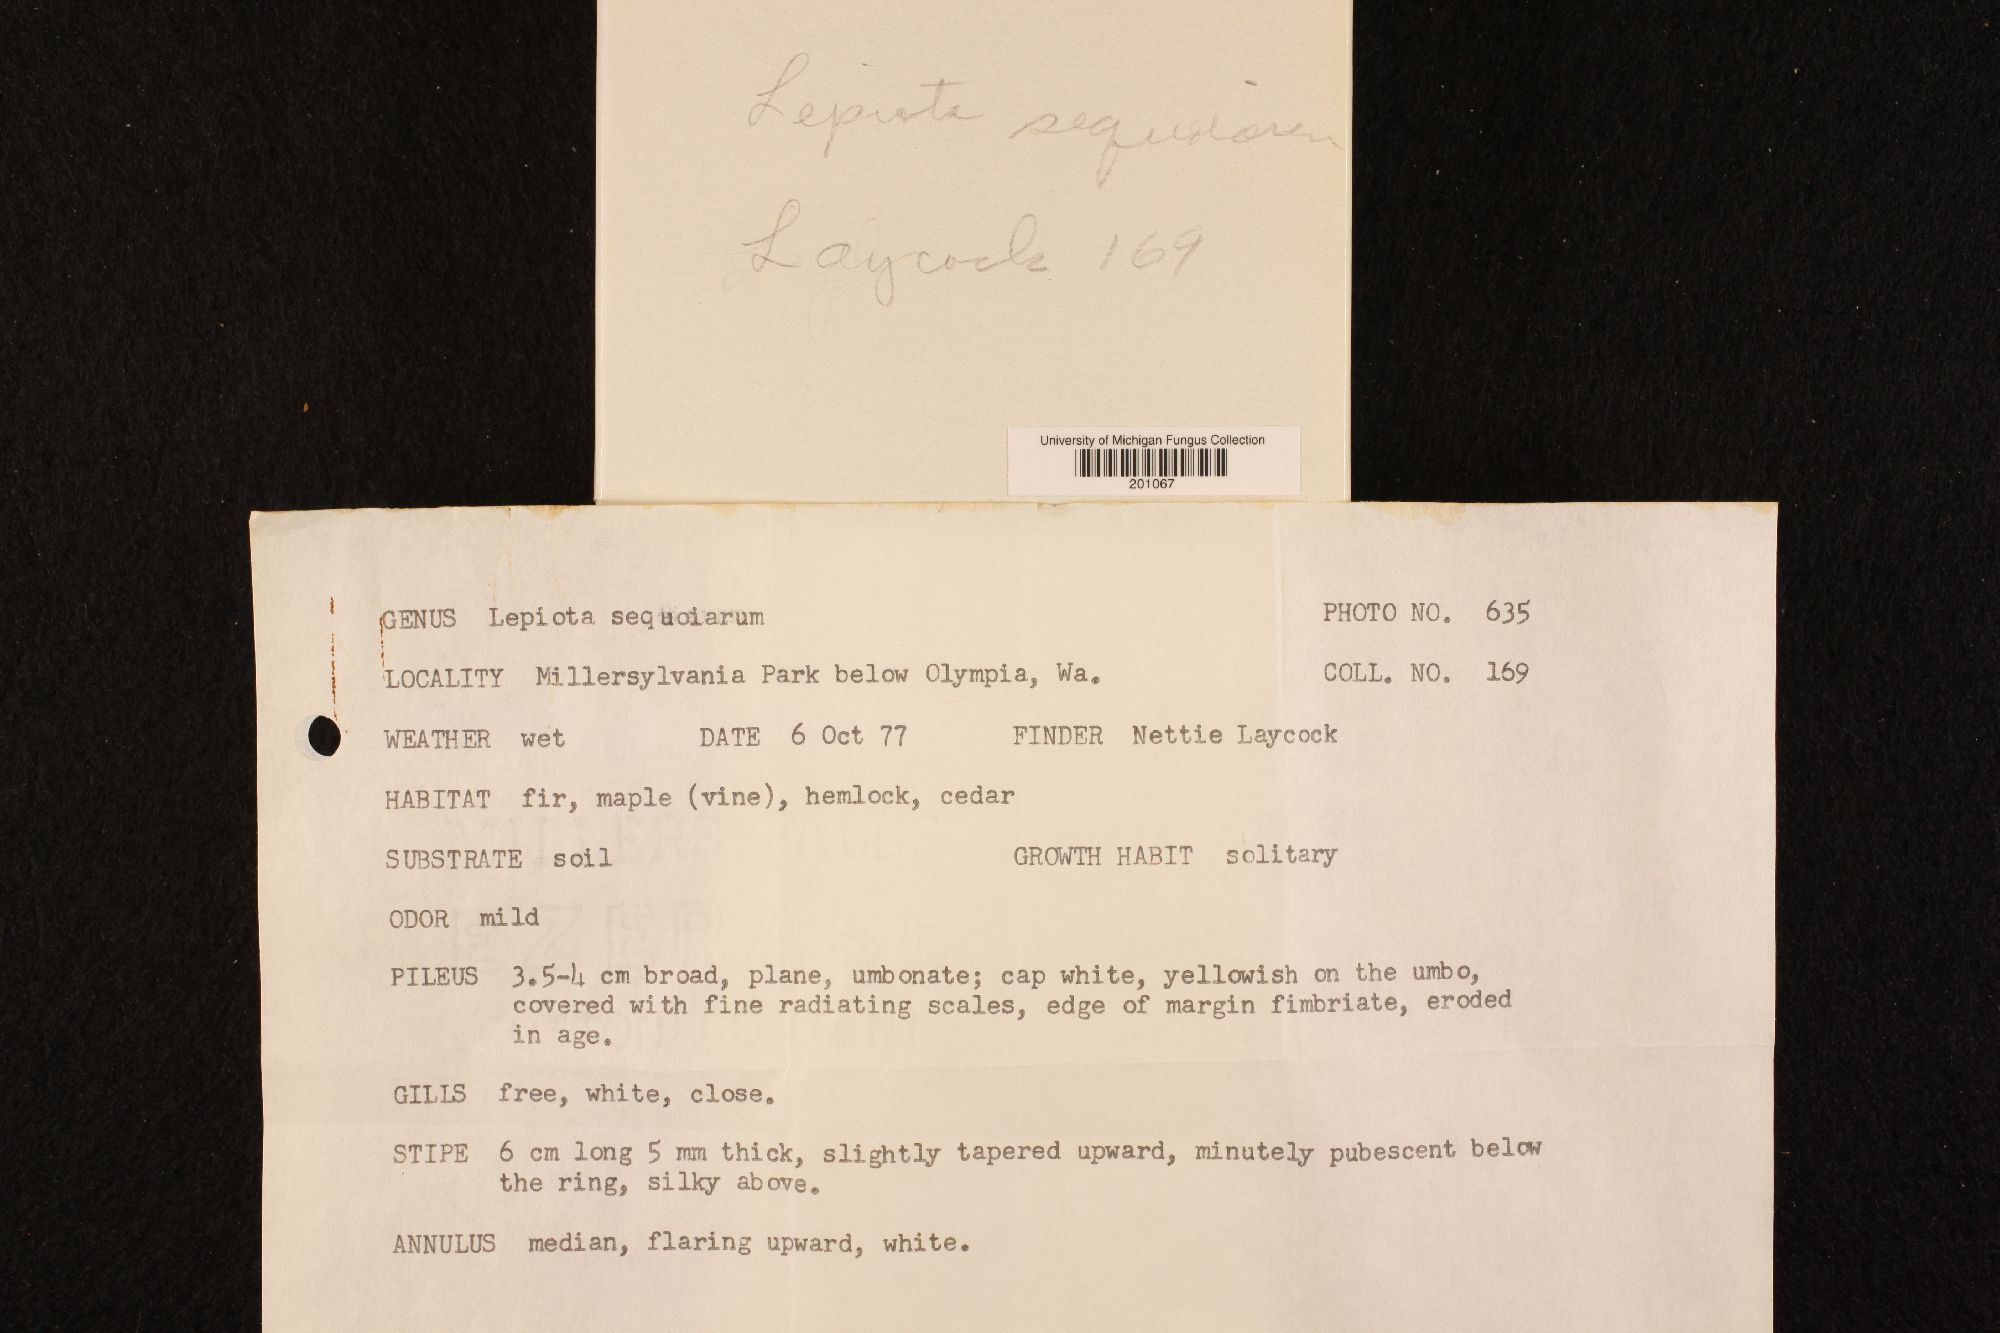 Lepiota sequoiarum
Laycock 169
University of Michigan Fungus Collection
201067
GENUS Lepiota sequoiarum PHOTO NO. 635
LOCALITY Millersylvania Park below Olympia, Wa. COLL. NO. 169
WEATHER wet DATE 6 Oct 77 FINDER Nettie Laycock
HABITAT fir, maple (vine), hemlock, cedar
SUBSTRATE soil GROWTH HABIT solitary
ODOR mild
PILEUS 3.5-4 cm broad, plane, umbonate; cap white, yellowish on the umbo,
covered with fine radiating scales, edge of margin fimbriate, eroded
in age.
GILLS free, white, close.
STIPE 6 cm long 5 mm thick, slightly tapered upward, minutely pubescent below
the ring, silky above.
ANNULUS median, flaring upward, white.